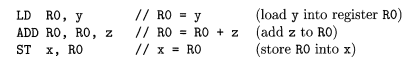 LD R0, y // R0 = y (load y into register R0)
ADD R0, R0, z // R0 = R0 + z (add z to R0)
ST x, R0 // x = R0 (store R0 into x)